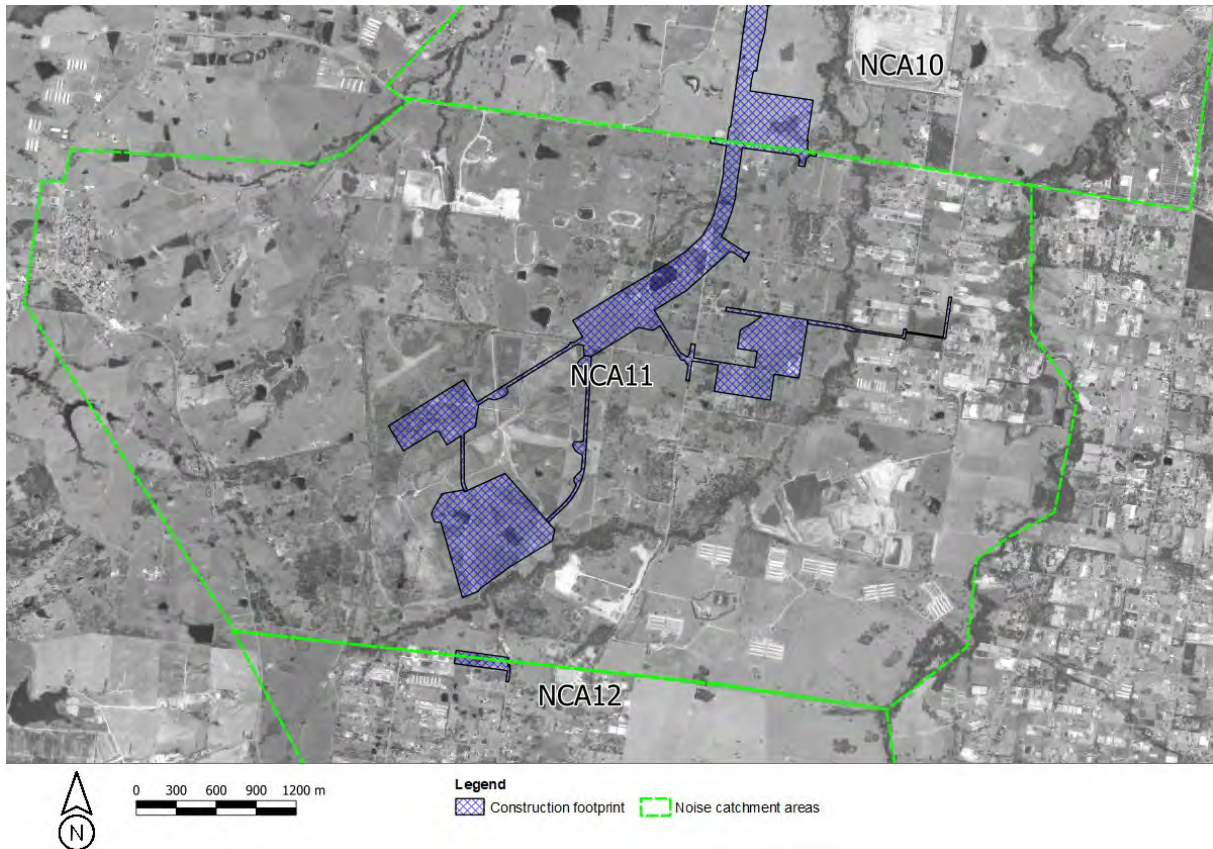 NCA10
NCA11
NCA12
0 300 600 900 1200 m
N
Legend
Construction footprint
Noise catchment areas